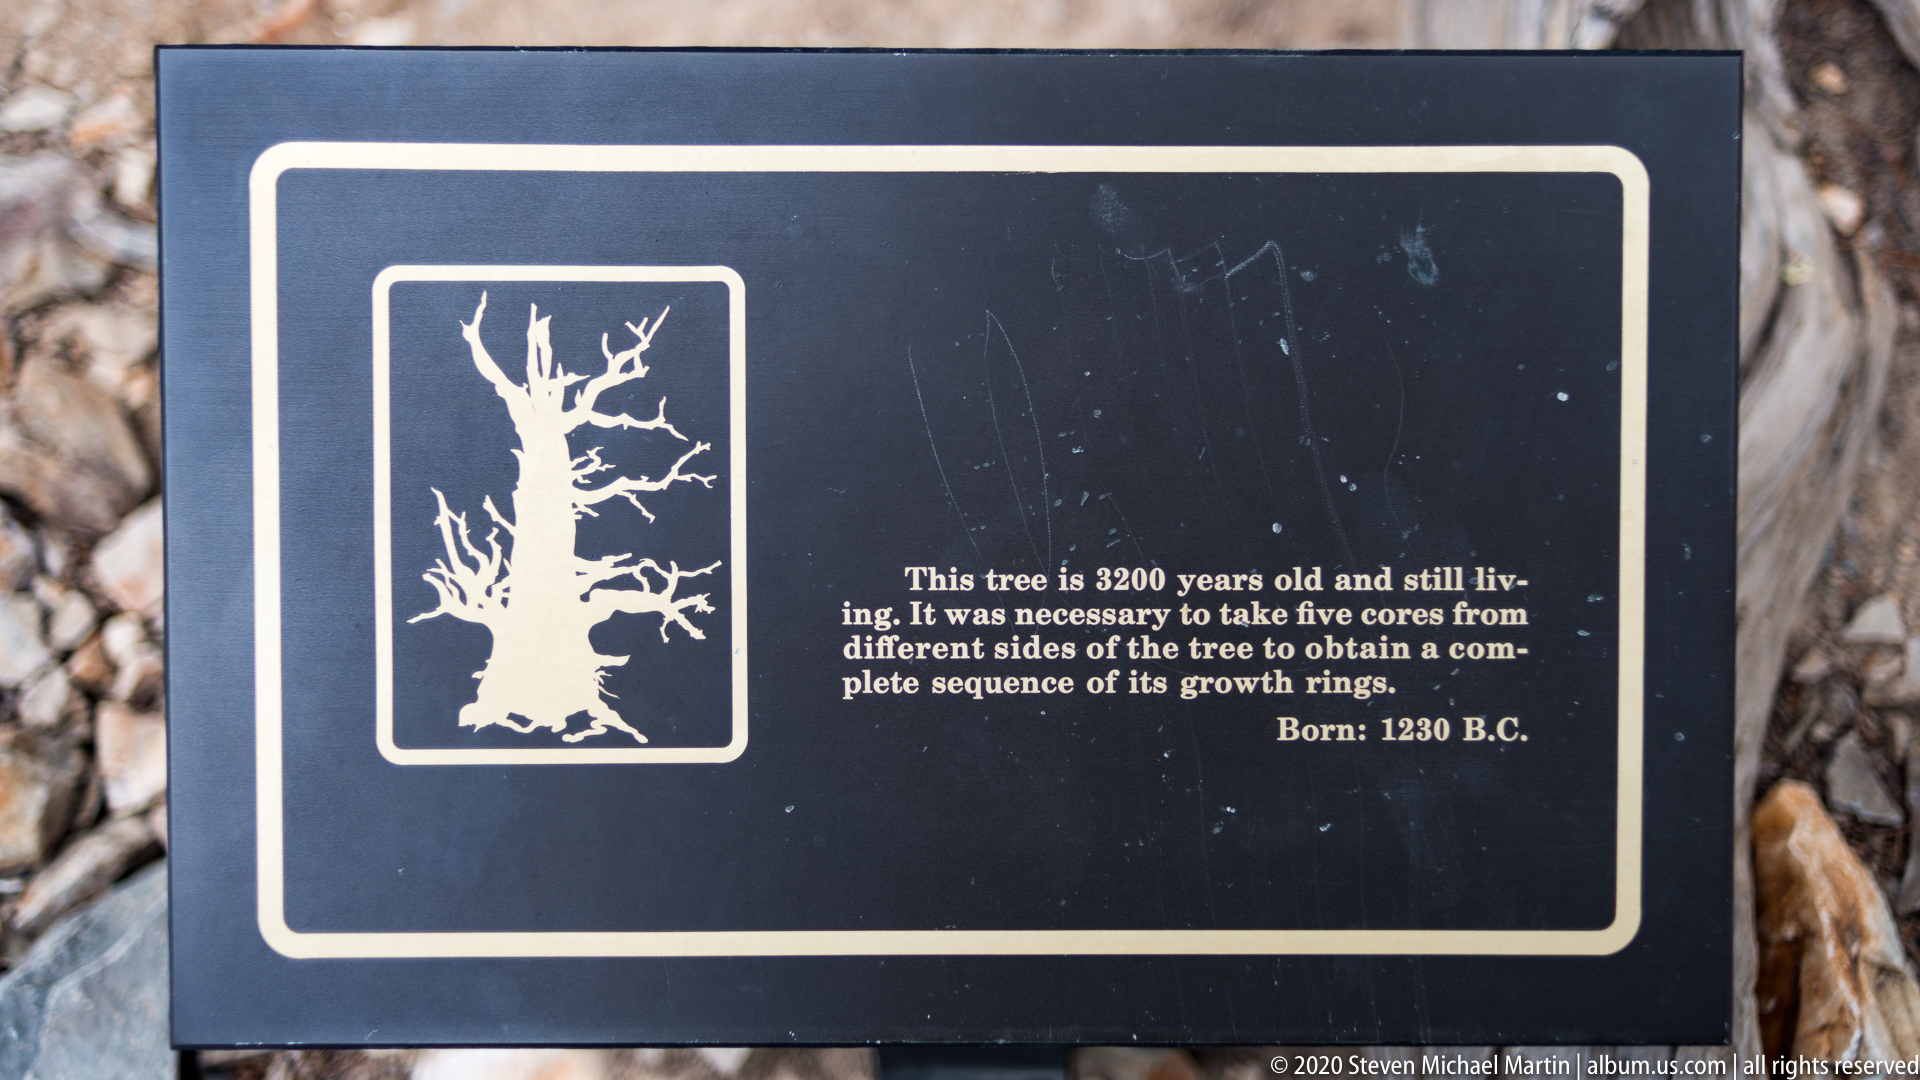 This tree is 3200 years old and still liv-
ing. It was necessary to take five cores from
different sides of the tree to obtain a com-
plete sequence of its growth rings.
Born: 1230 B.C.
© 2020 Steven Michael Martin | album.us.com | all rights reserved